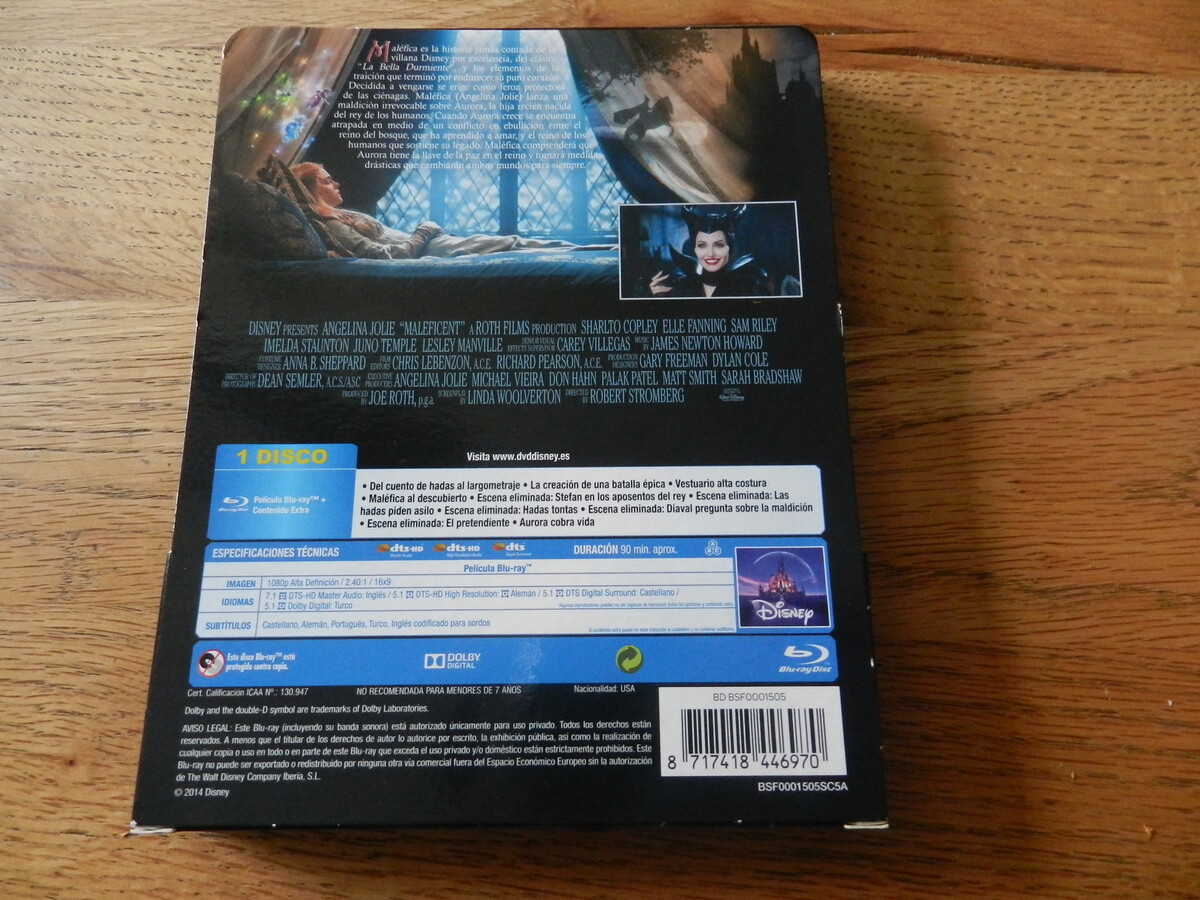 Maléfica es la historia jamás contada de la
villana Disney por excelencia, del clásico
"La Bella Durmiente", y los elementos de la
traición que terminó por endurecer su puro corazón.
Decidida a vengarse se erige como feroz protectora
de las ciénagas. Maléfica (Angelina Jolie) lanza una
maldición irrevocable sobre Aurora, la hija recién nacida
del rey de los humanos. Cuando Aurora crece se encuentra
atrapada en medio de un conflicto en ebullición entre el
reino del bosque, que ha aprendido a amar, y el reino de los
humanos que sostiene su legado. Maléfica comprenderá que
Aurora tiene la llave de la paz en el reino y tomará medidas
drásticas que cambiarán ambos mundos para siempre.
DISNEY PRESENTS ANGELINA JOLIE "MALEFICENT" A ROTH FILMS PRODUCTION SHARLTO COPLEY ELLE FANNING SAM RILEY
IMELDA STAUNTON JUNO TEMPLE LESLEY MANVILLE SENIOR VISUAL EFFECTS SUPERVISOR CAREY VILLEGAS MUSIC BY JAMES NEWTON HOWARD
COSTUME DESIGNER ANNA B. SHEPPARD FILM EDITORS CHRIS LEBENZON, A.C.E. RICHARD PEARSON, A.C.E. PRODUCTION DESIGNERS GARY FREEMAN DYLAN COLE
DIRECTOR OF PHOTOGRAPHY DEAN SEMLER, A.C.S./ASC EXECUTIVE PRODUCERS ANGELINA JOLIE MICHAEL VIEIRA DON HAHN PALAK PATEL MATT SMITH SARAH BRADSHAW
PRODUCED BY JOE ROTH, p.g.a. SCREENPLAY BY LINDA WOOLVERTON DIRECTED BY ROBERT STROMBERG
1 DISCO
Visita www.dvddisney.es
Película Blu-ray™ +
Contenido Extra
• Del cuento de hadas al largometraje • La creación de una batalla épica • Vestuario alta costura
• Maléfica al descubierto • Escena eliminada: Stefan en los aposentos del rey • Escena eliminada: Las
hadas piden asilo • Escena eliminada: Hadas tontas • Escena eliminada: Diaval pregunta sobre la maldición
• Escena eliminada: El pretendiente • Aurora cobra vida
ESPECIFICACIONES TÉCNICAS dts-HD Master Audio dts-HD High Resolution Audio dts Digital Surround DURACIÓN 90 min. aprox.
Película Blu-ray™
IMAGEN 1080p Alta Definición / 2.40:1 / 16x9
IDIOMAS 7.1 DTS-HD Master Audio: Inglés / 5.1 DTS-HD High Resolution: Alemán / 5.1 DTS Digital Surround: Castellano /
5.1 Dolby Digital: Turco
SUBTÍTULOS Castellano, Alemán, Portugués, Turco, Inglés codificado para sordos
Disney
Este disco Blu-ray™ está
protegido contra copia.
DOLBY
DIGITAL
Blu-ray Disc
Cert. Calificación ICAA Nº.: 130.947 NO RECOMENDADA PARA MENORES DE 7 AÑOS Nacionalidad: USA
Dolby and the double-D symbol are trademarks of Dolby Laboratories.
AVISO LEGAL: Este Blu-ray (incluyendo su banda sonora) está autorizado únicamente para uso privado. Todos los derechos están
reservados. A menos que el titular de los derechos de autor lo autorice por escrito, la exhibición pública, así como la realización de
cualquier copia o uso en todo o en parte de este Blu-ray que exceda el uso privado y/o doméstico están estrictamente prohibidos. Este
Blu-ray no puede ser exportado o redistribuido por ninguna otra vía comercial fuera del Espacio Económico Europeo sin la autorización
de The Walt Disney Company Iberia, S.L.
© 2014 Disney
BD BSF0001505
8 717418 446970
BSF0001505SC5A